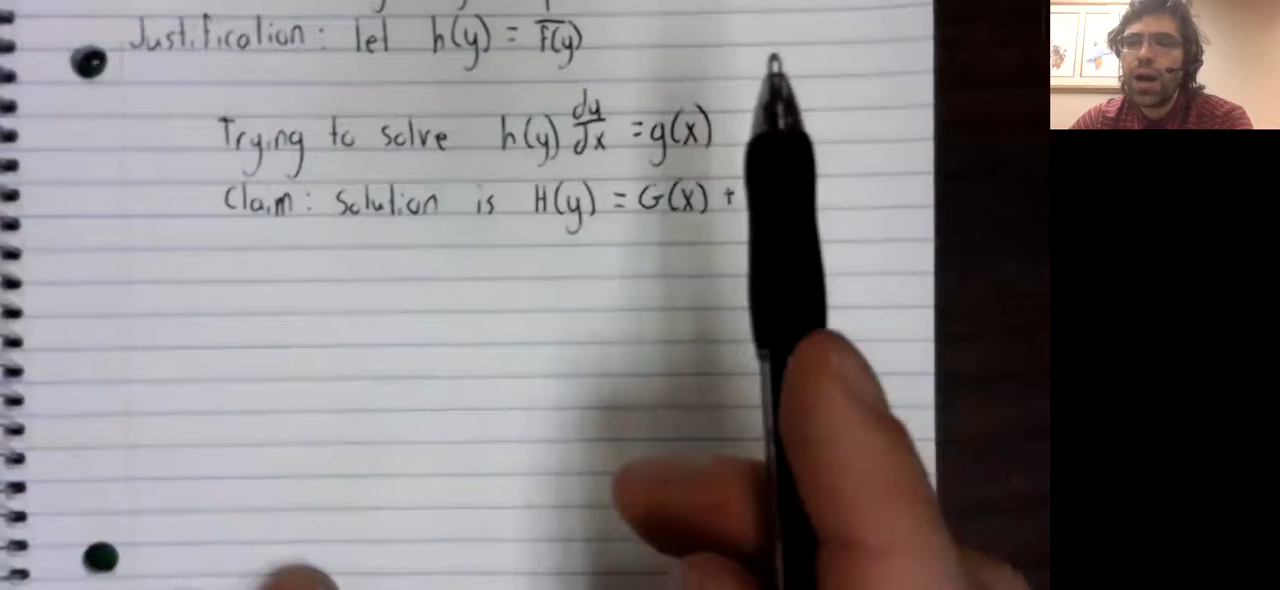 Justification: let h(y) = 1/f(y)
Trying to solve h(y) dy/dx = g(x)
Claim: Solution is H(y) = G(x) +